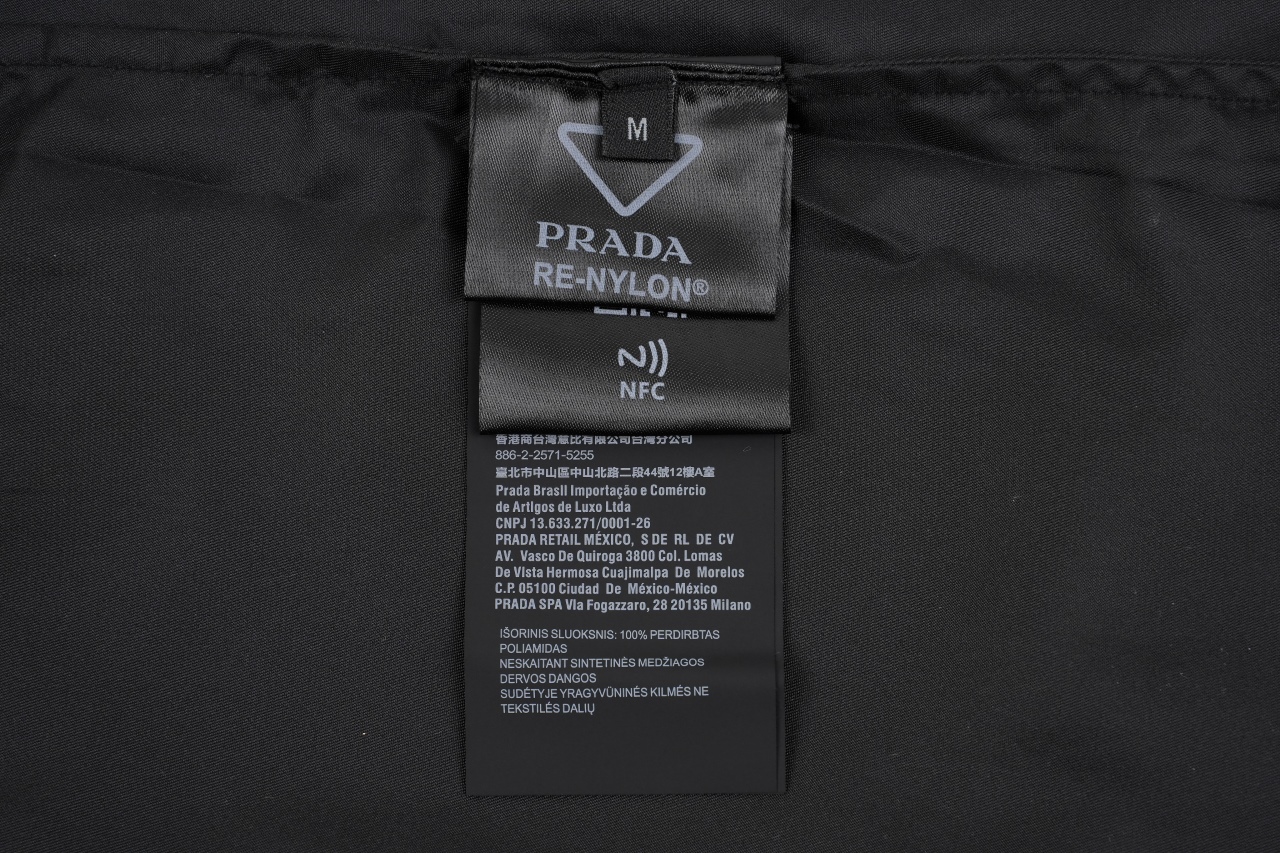 M
PRADA
RE-NYLON®
NFC
香港商台灣意比有限公司台灣分公司
886-2-2571-5255
臺北市中山區中山北路二段44號12樓A室
Prada BrasIl Importação e Comércio
de ArtIgos de Luxo Ltda
CNPJ 13.633.271/0001-26
PRADA RETAIL MÉXICO, S DE RL DE CV
AV. Vasco De Quiroga 3800 Col. Lomas
De VIsta Hermosa Cuajimalpa De Morelos
C.P. 05100 Ciudad De México-México
PRADA SPA VIa Fogazzaro, 28 20135 Milano
IŠORINIS SLUOKSNIS: 100% PERDIRBTAS
POLIAMIDAS
NESKAITANT SINTETINĖS MEDŽIAGOS
DERVOS DANGOS
SUDĖTYJE YRAGYVŪNINĖS KILMĖS NE
TEKSTILĖS DALIŲ